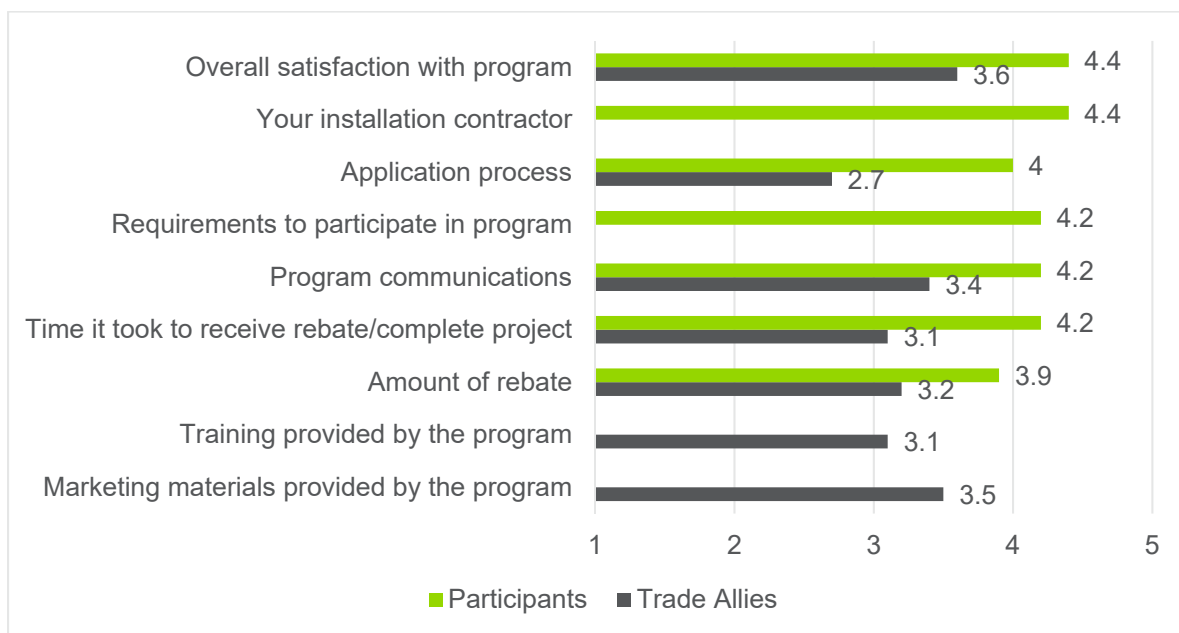 Overall satisfaction with program
4.4
3.6
Your installation contractor
4.4
Application process
4
2.7
Requirements to participate in program
4.2
Program communications
4.2
3.4
Time it took to receive rebate/complete project
4.2
3.1
Amount of rebate
3.9
3.2
Training provided by the program
3.1
Marketing materials provided by the program
3.5
1 2 3 4 5
Participants Trade Allies